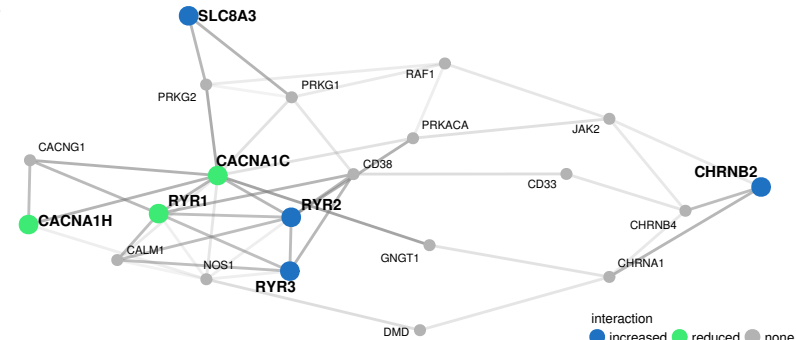 SLC8A3
RAF1
PRKG2
PRKG1
PRKACA
JAK2
CACNG1
CACNA1C
CD38
CD33
CHRNB2
RYR1
RYR2
CACNA1H
CHRNB4
CALM1
NOS1
GNGT1
CHRNA1
RYR3
DMD
interaction
increased reduced none